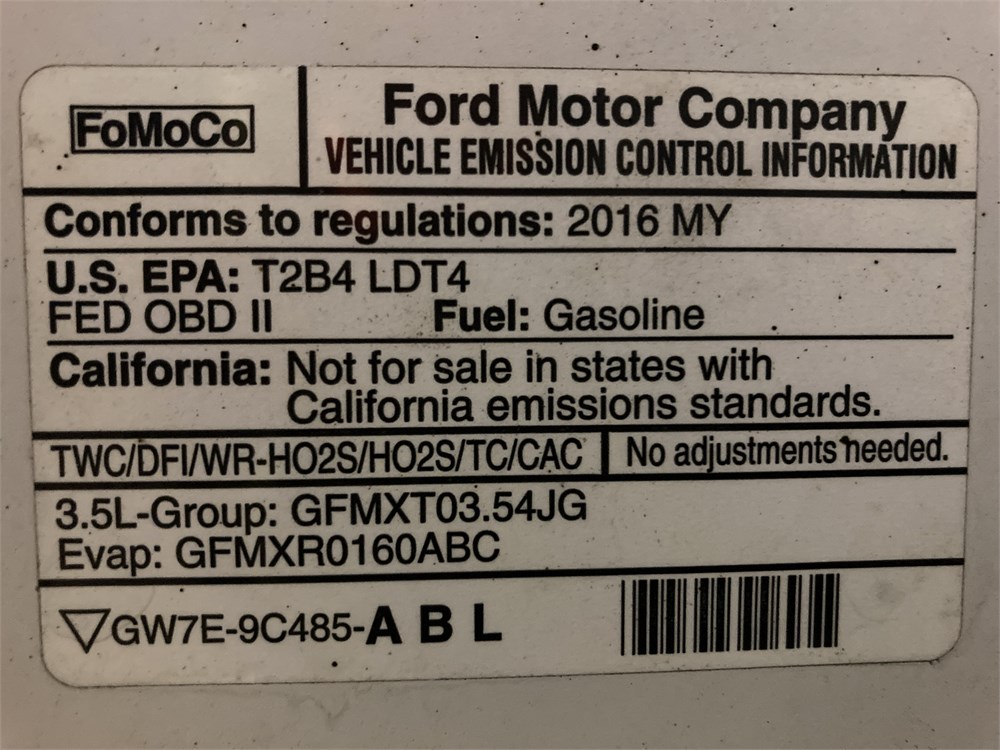 FoMoCo
Ford Motor Company
VEHICLE EMISSION CONTROL INFORMATION
Conforms to regulations: 2016 MY
U.S. EPA: T2B4 LDT4
FED OBD II Fuel: Gasoline
California: Not for sale in states with
California emissions standards.
TWC/DFI/WR-HO2S/HO2S/TC/CAC No adjustments needed.
3.5L-Group: GFMXT03.54JG
Evap: GFMXR0160ABC
GW7E-9C485-A B L